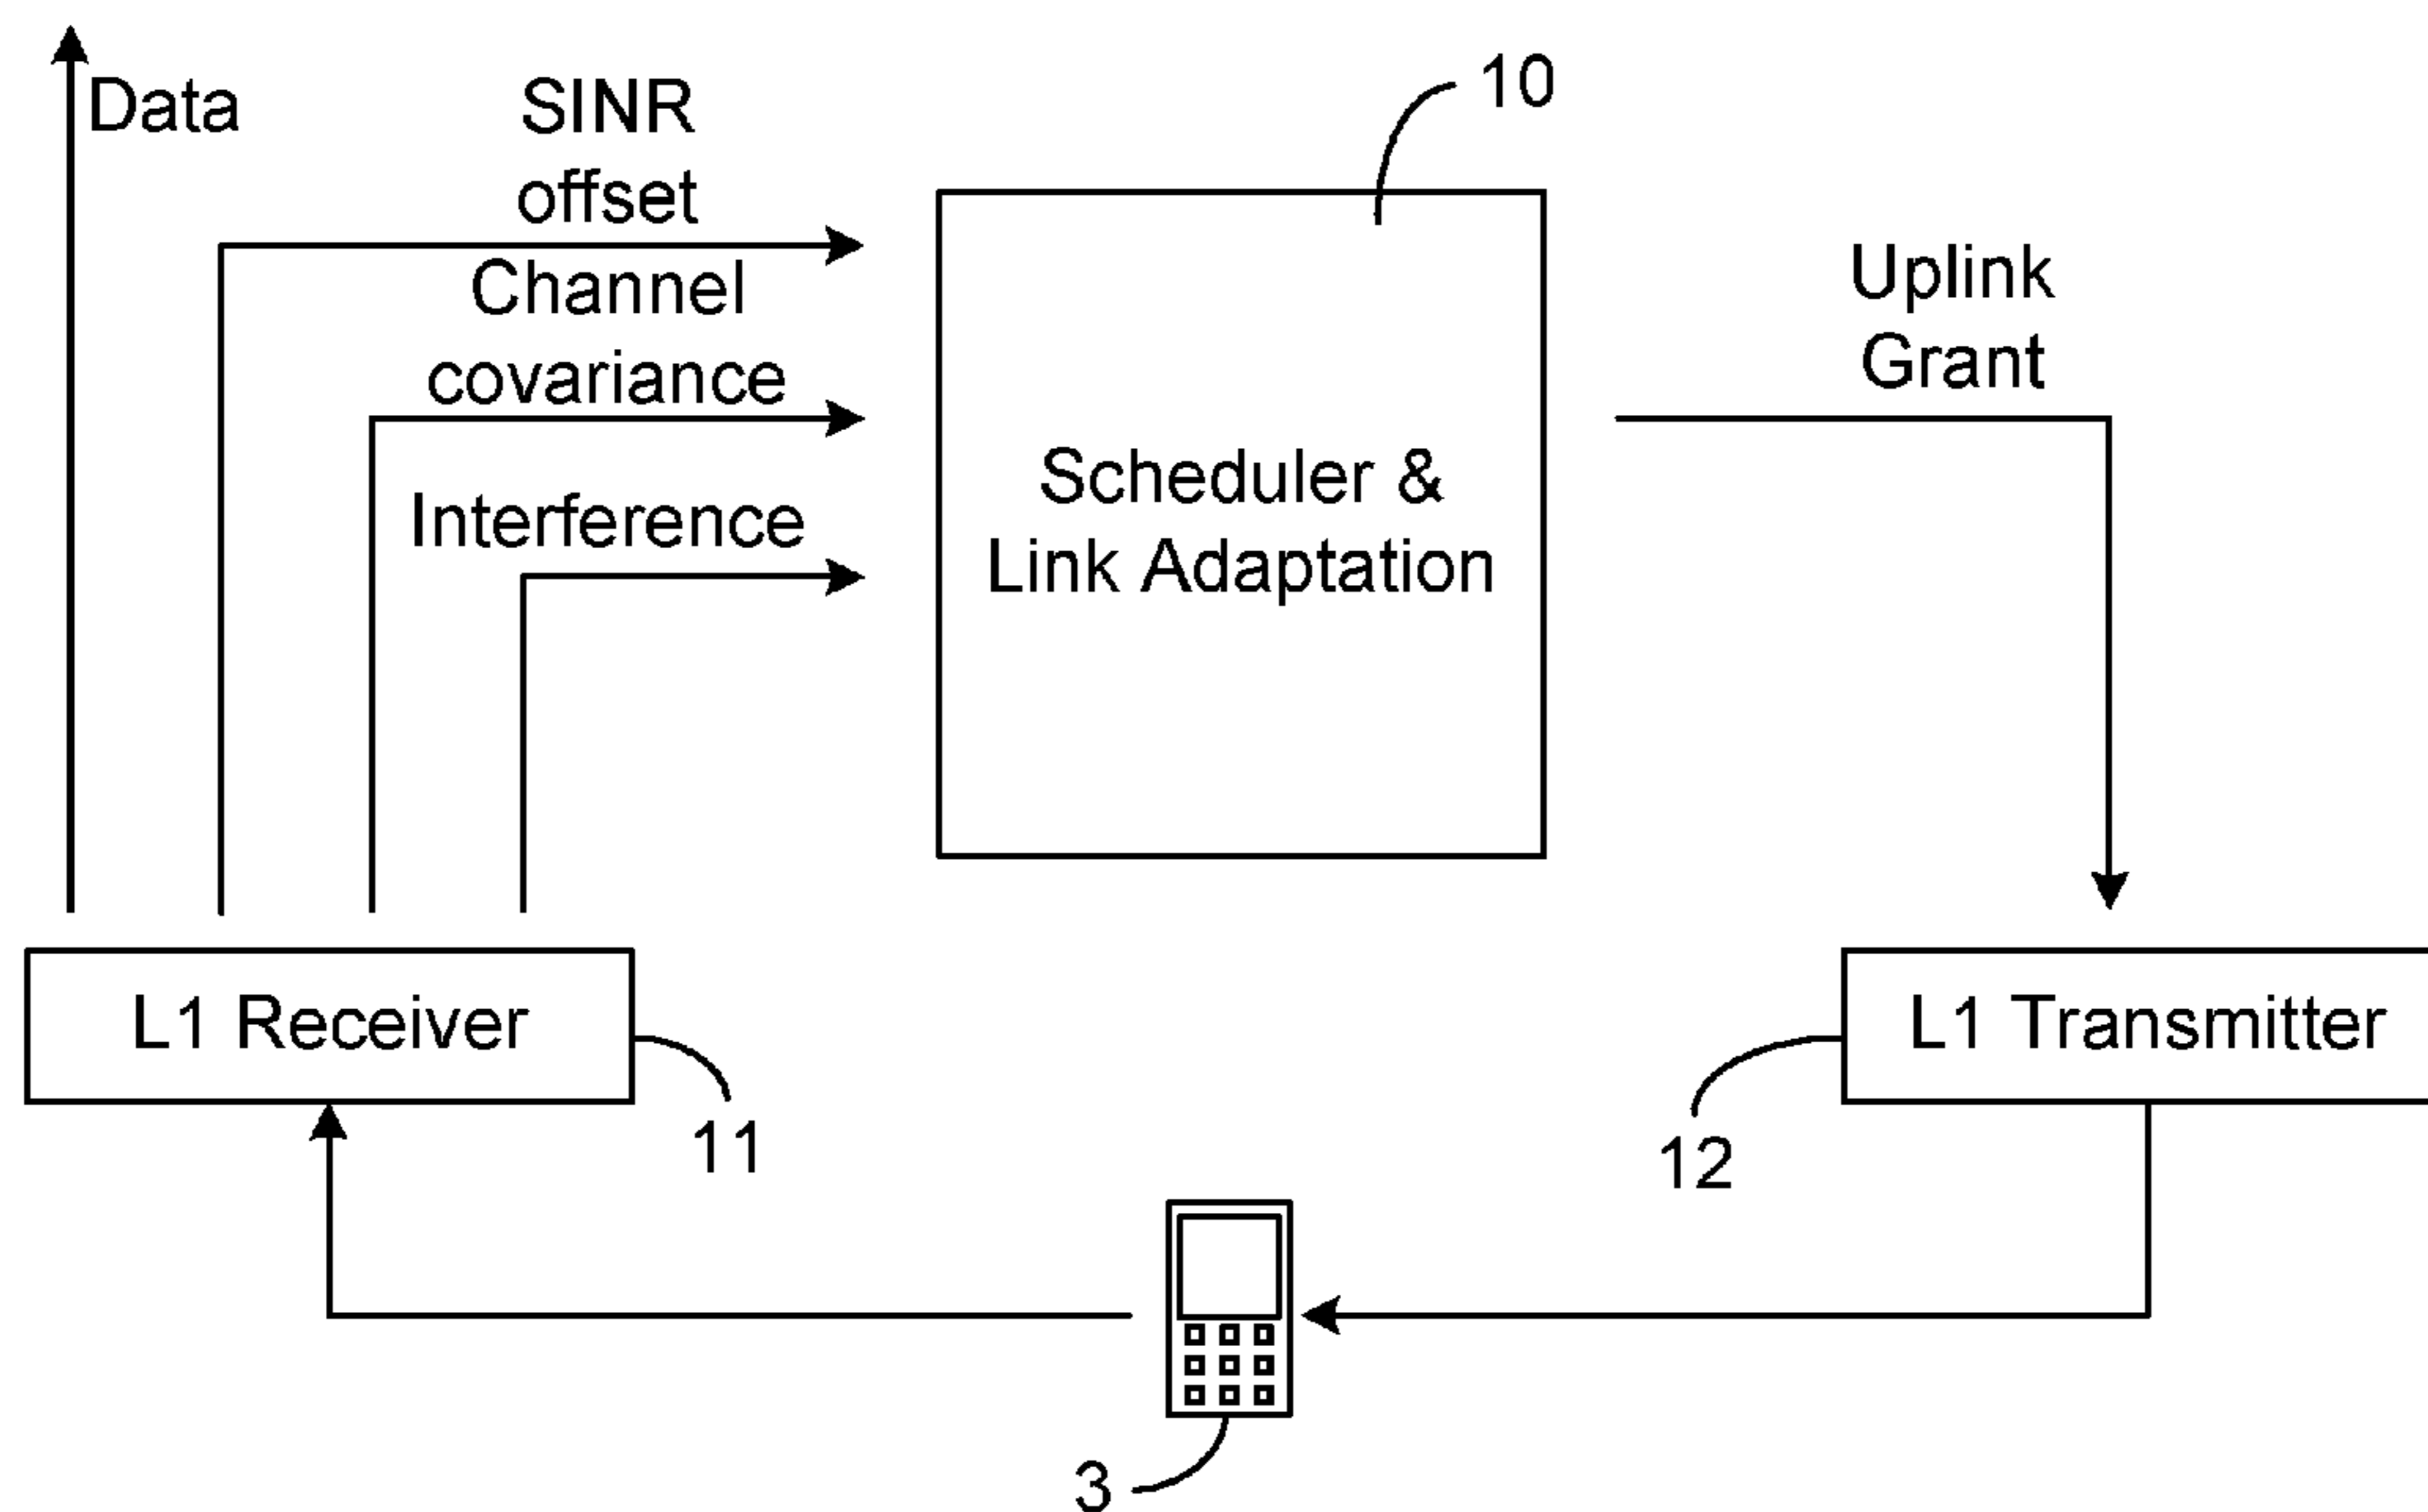 Data
SINR
offset
10
Channel
covariance
Uplink
Grant
Interference
Scheduler &
Link Adaptation
L1 Receiver
L1 Transmitter
11
12
3